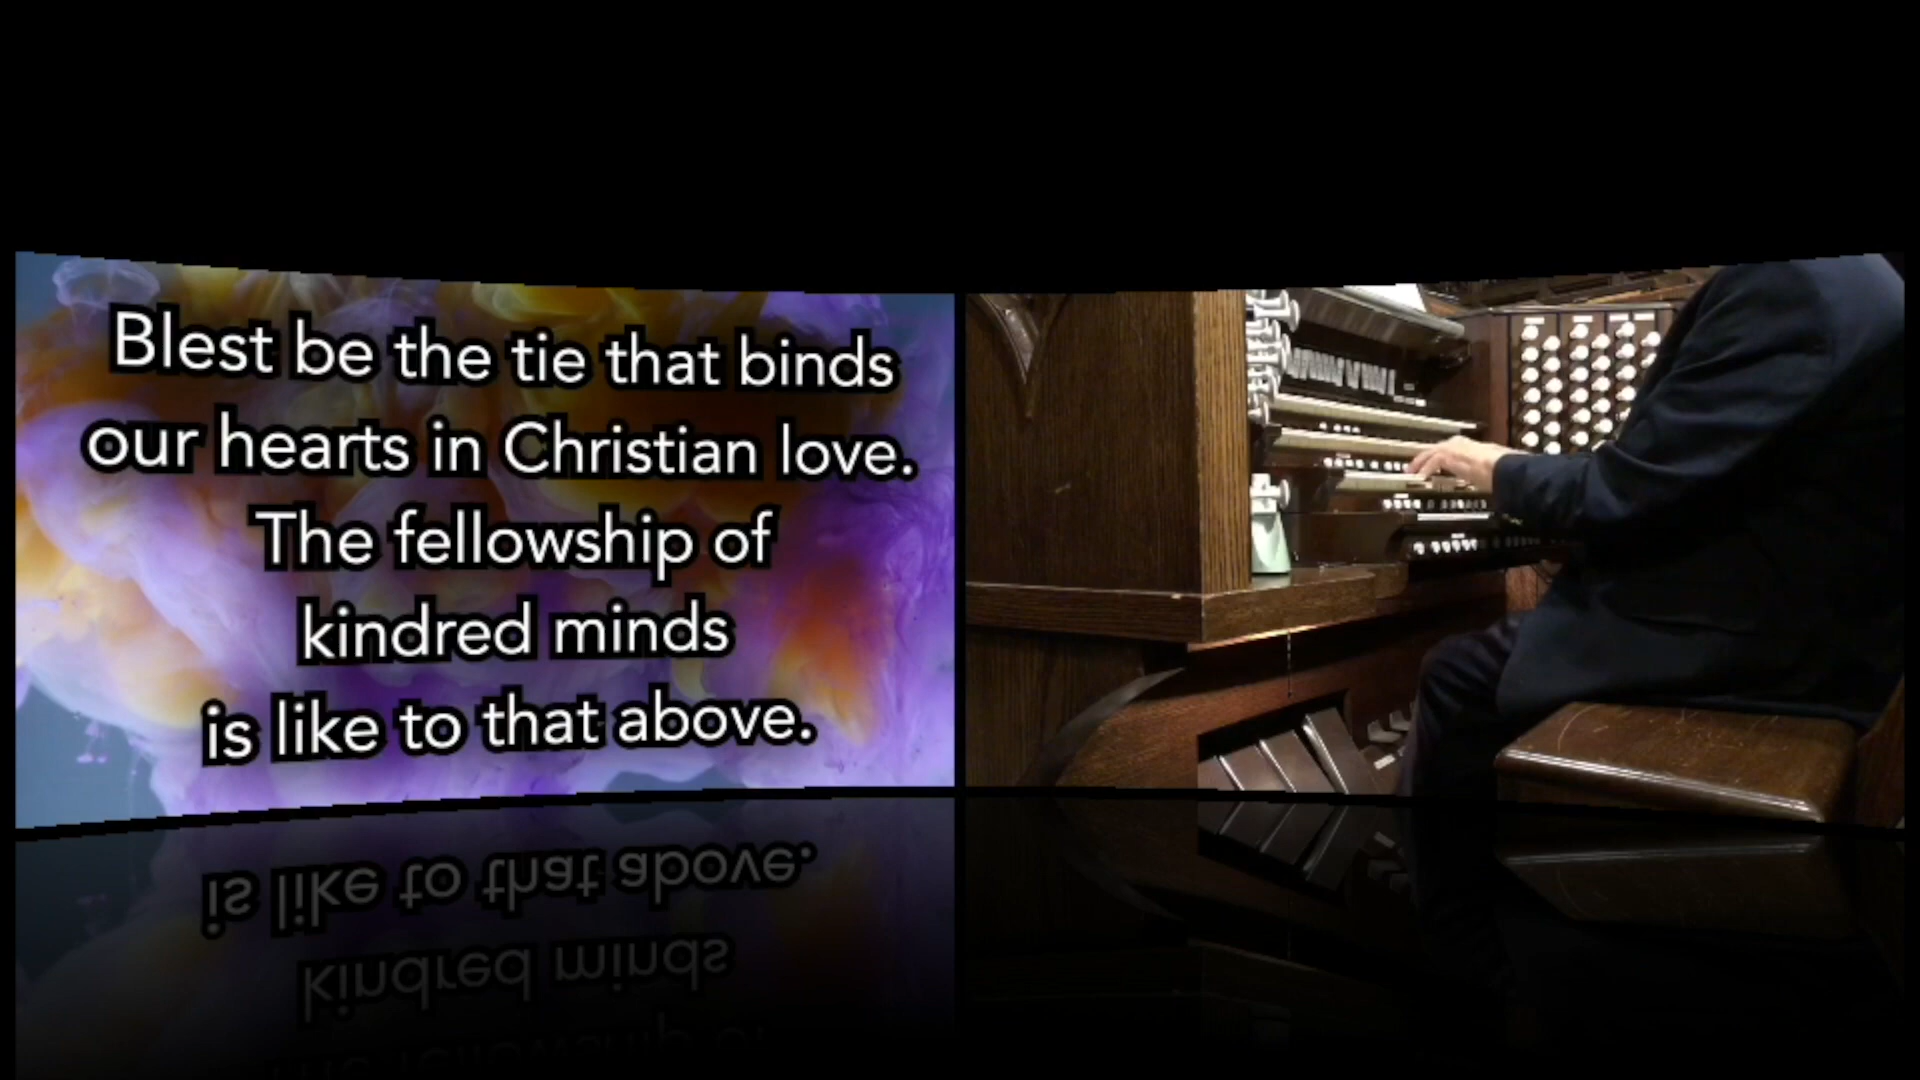 Blest be the tie that binds
our hearts in Christian love.
The fellowship of
kindred minds
is like to that above.